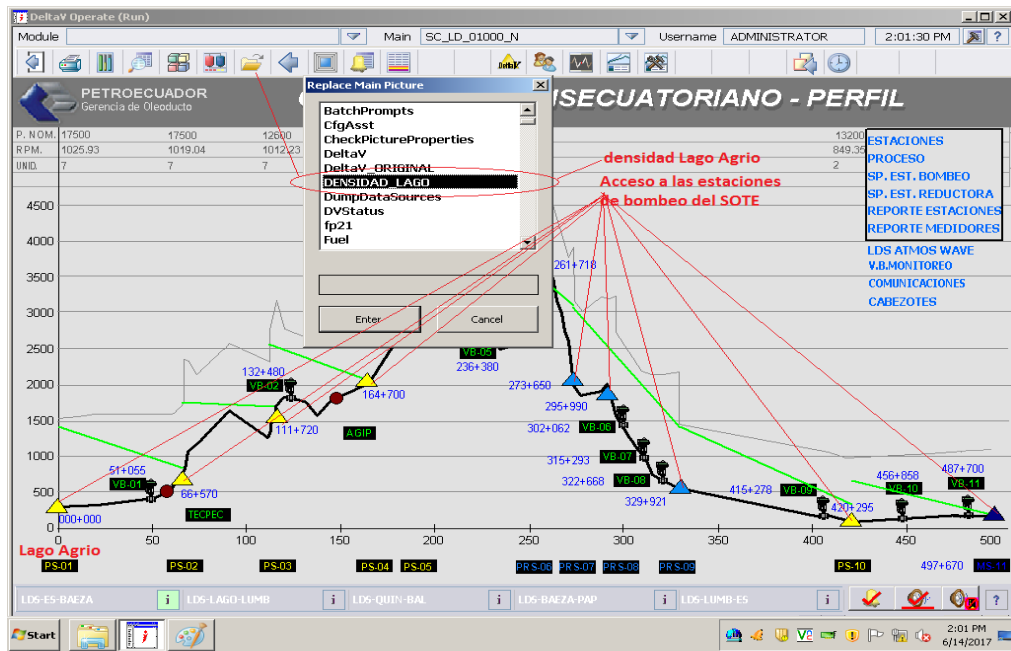 DeltaV Operate (Run)
Module Main SC_LD_01000_N Username ADMINISTRATOR 2:01:30 PM ?
DeltaV
PETROECUADOR
Gerencia de Oleoducto
NSECUATORIANO - PERFIL
Replace Main Picture
BatchPrompts
CfgAsst
CheckPictureProperties
DeltaV
DeltaV_ORIGINAL
DENSIDAD_LAGO
DumpDataSources
DVStatus
fp21
Fuel
Enter Cancel
P. NOM. 17500 17500 12600 13200
RPM. 1025.93 1019.04 1012.23 849.35
UNID. 7 7 7 2
densidad Lago Agrio
Acceso a las estaciones
de bombeo del SOTE
ESTACIONES
PROCESO
SP. EST. BOMBEO
SP. EST. REDUCTORA
REPORTE ESTACIONES
REPORTE MEDIDORES
LDS ATMOS WAVE
V.B.MONITOREO
COMUNICACIONES
CABEZOTES
4500
4000
3500
3000
2500
2000
1500
1000
500
0
261+718
VB-05
236+380
132+480
VB-02
164+700
273+650
295+990
111+720
AGIP
302+062 VB-06
51+055
VB-01
66+570
TECPEC
315+293 VB-07
322+668 VB-08
329+921
415+278 VB-09
420+295
456+858
VB-10
487+700
VB-11
000+000
50 100 150 200 250 300 350 400 450 500
Lago Agrio
PS-01 PS-02 PS-03 PS-04 PS-05 PRS-06 PRS-07 PRS-08 PRS-09 PS-10 497+670 MS-11
LDS-ES-BAEZA i LDS-LAGO-LUMB i LDS-QUIN-BAL i LDS-BAEZA-PAP i LDS-LUMB-ES i ?
Start
2:01 PM
6/14/2017